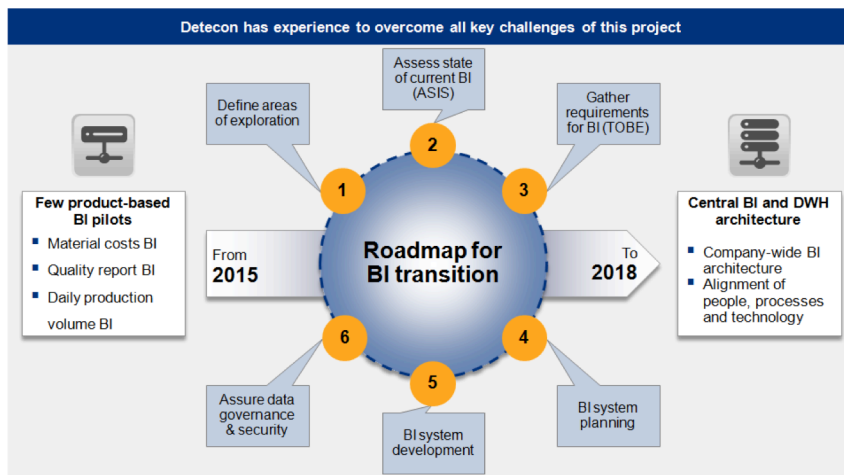 Detecon has experience to overcome all key challenges of this project
Assess state
of current BI
(ASIS)
Define areas
of exploration
Gather
requirements
for BI (TOBE)
2
1
3
Few product-based
BI pilots
■ Material costs BI
■ Quality report BI
■ Daily production
volume BI
From
2015
Roadmap for
BI transition
To
2018
Central BI and DWH
architecture
■ Company-wide BI
architecture
■ Alignment of
people, processes
and technology
6
4
5
Assure data
governance
& security
BI system
development
BI system
planning